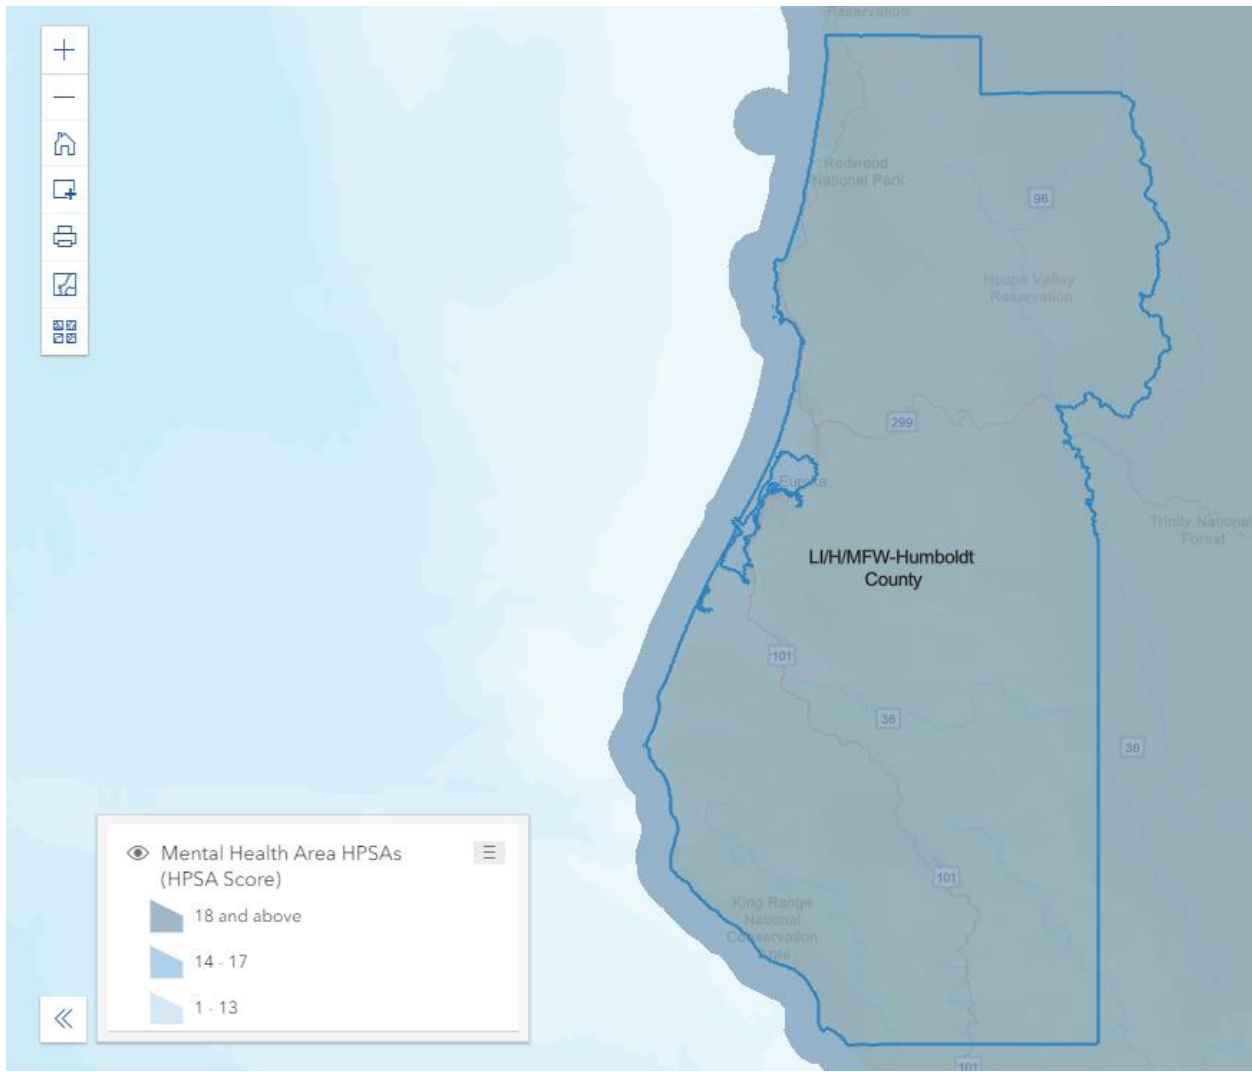 Reservation
Redwood
National Park
96
Hoopa Valley
Reservation
299
Eureka
Trinity National
Forest
LI/H/MFW-Humboldt
County
101
36
36
101
King Range
National
Conservation
Area
101
Mental Health Area HPSAs
(HPSA Score)
18 and above
14 - 17
1 - 13